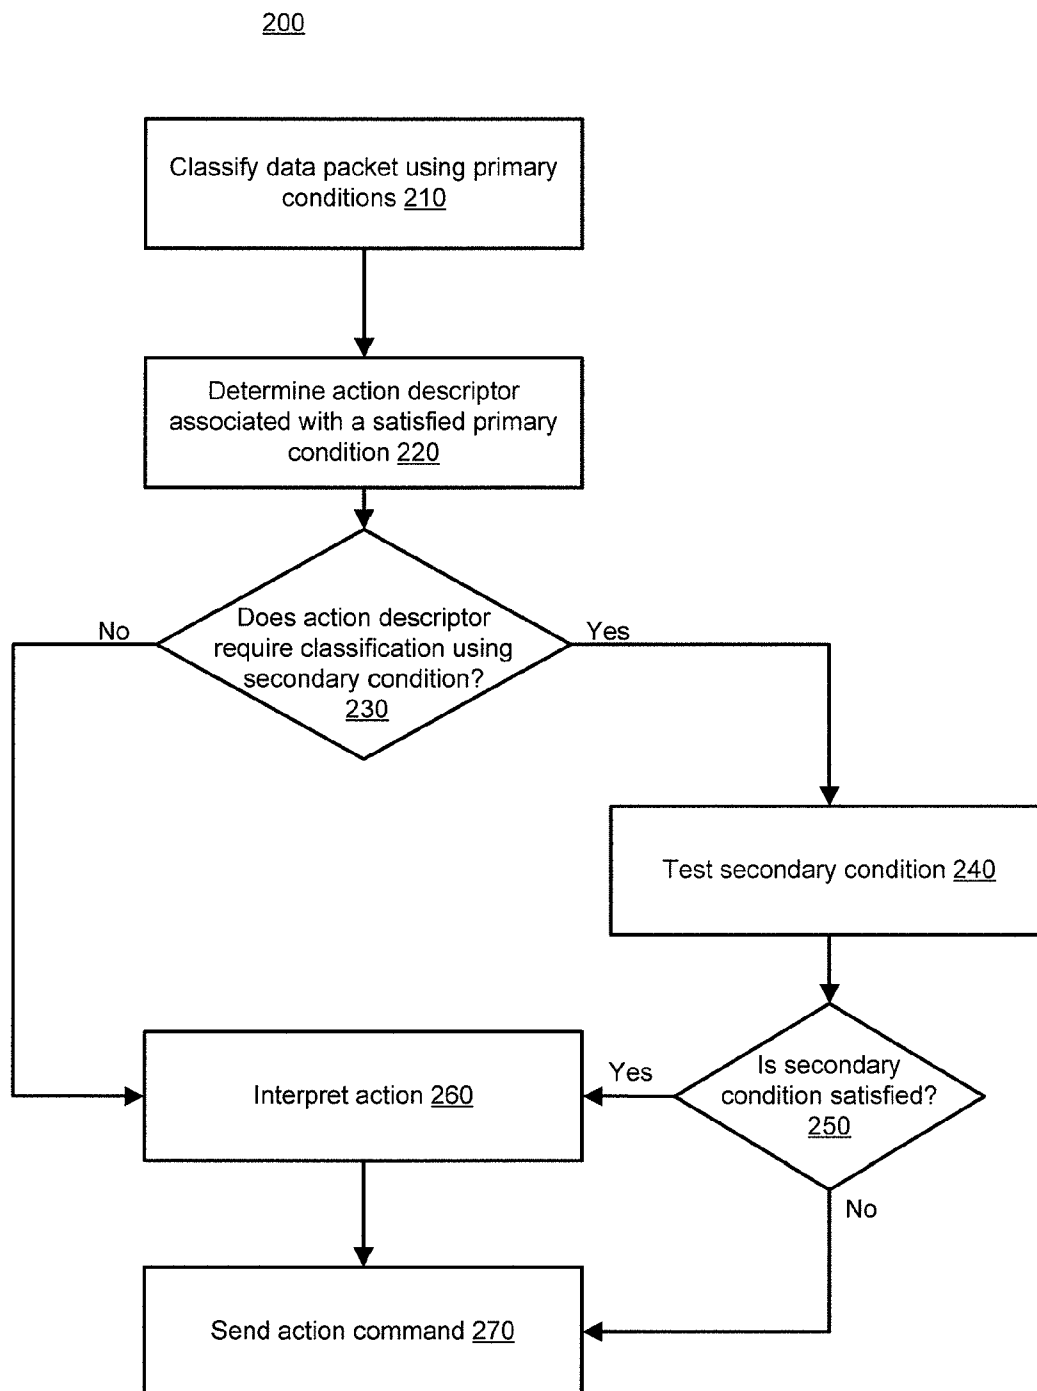 200
Classify data packet using primary
conditions 210
Determine action descriptor
associated with a satisfied primary
condition 220
No
Does action descriptor
require classification using
secondary condition?
230
Yes
Test secondary condition 240
Interpret action 260
Yes
Is secondary
condition satisfied?
250
No
Send action command 270